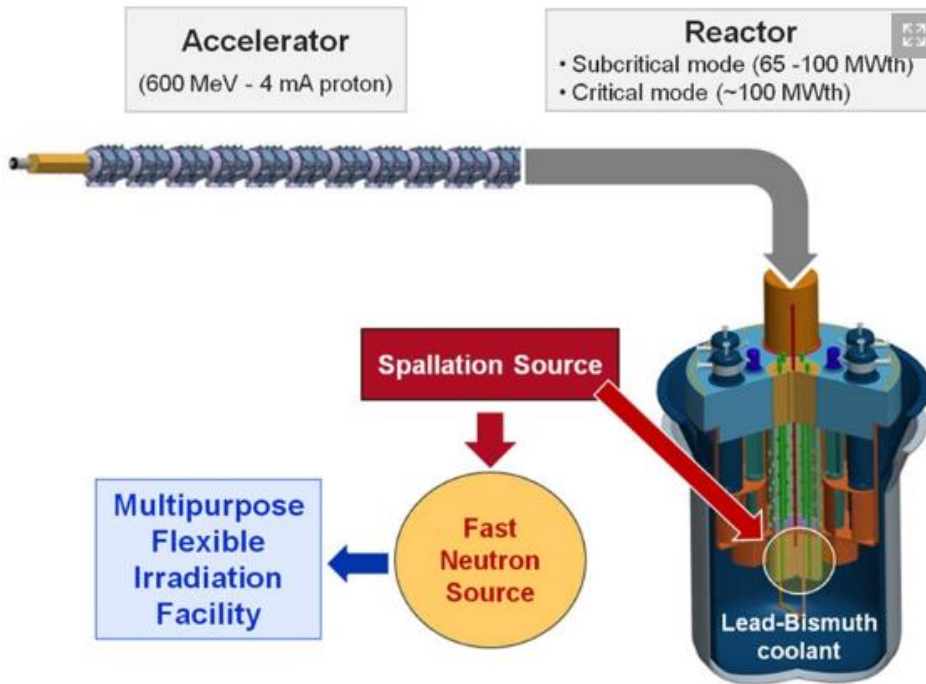 Accelerator
(600 MeV - 4 mA proton)
Reactor
• Subcritical mode (65 -100 MWth)
• Critical mode (~100 MWth)
Spallation Source
Multipurpose
Flexible
Irradiation
Facility
Fast
Neutron
Source
Lead-Bismuth
coolant